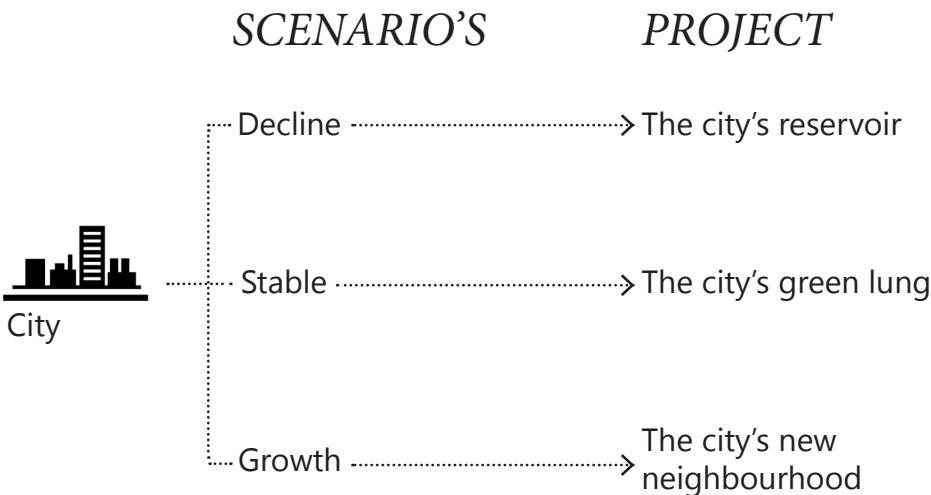 SCENARIO’S PROJECT
Decline The city’s reservoir
City
Stable The city’s green lung
Growth The city’s new
neighbourhood